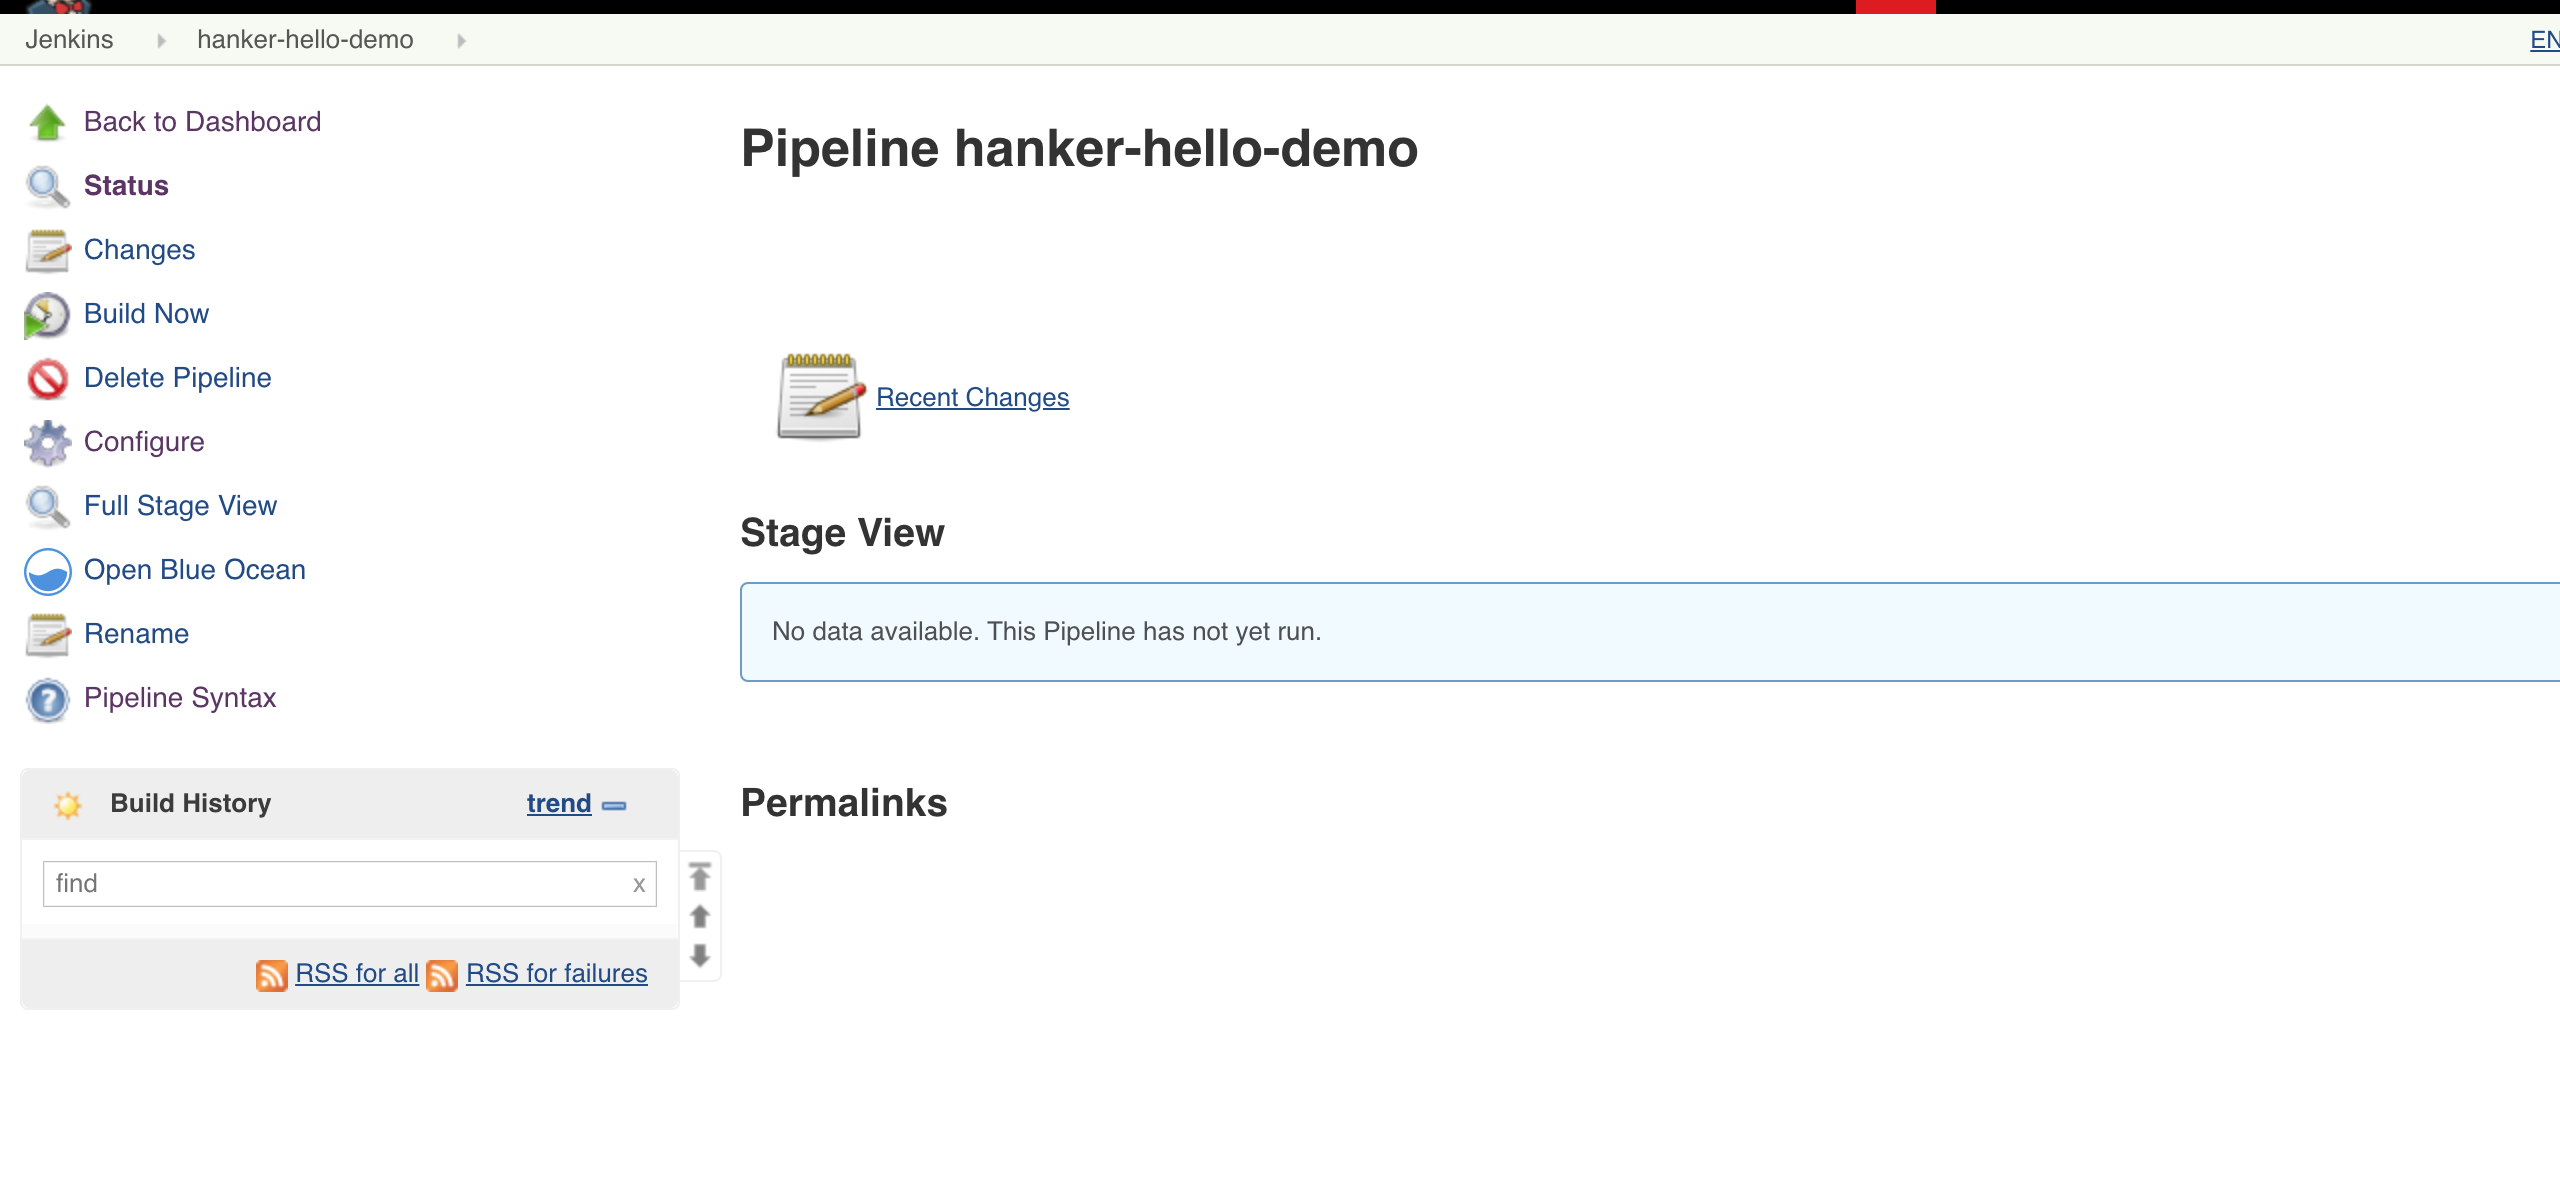 Jenkins hanker-hello-demo EN
Back to Dashboard
Status
Changes
Build Now
Delete Pipeline
Configure
Full Stage View
Open Blue Ocean
Rename
Pipeline Syntax
Build History trend
find x
RSS for all RSS for failures
Pipeline hanker-hello-demo
Recent Changes
Stage View
No data available. This Pipeline has not yet run.
Permalinks